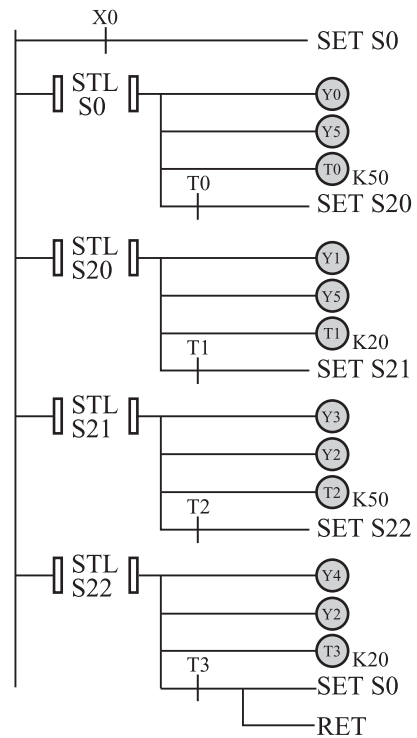 X0
SET S0
STL
S0
Y0
Y5
T0 K50
T0
SET S20
STL
S20
Y1
Y5
T1 K20
T1
SET S21
STL
S21
Y3
Y2
T2 K50
T2
SET S22
STL
S22
Y4
Y2
T3 K20
T3
SET S0
RET